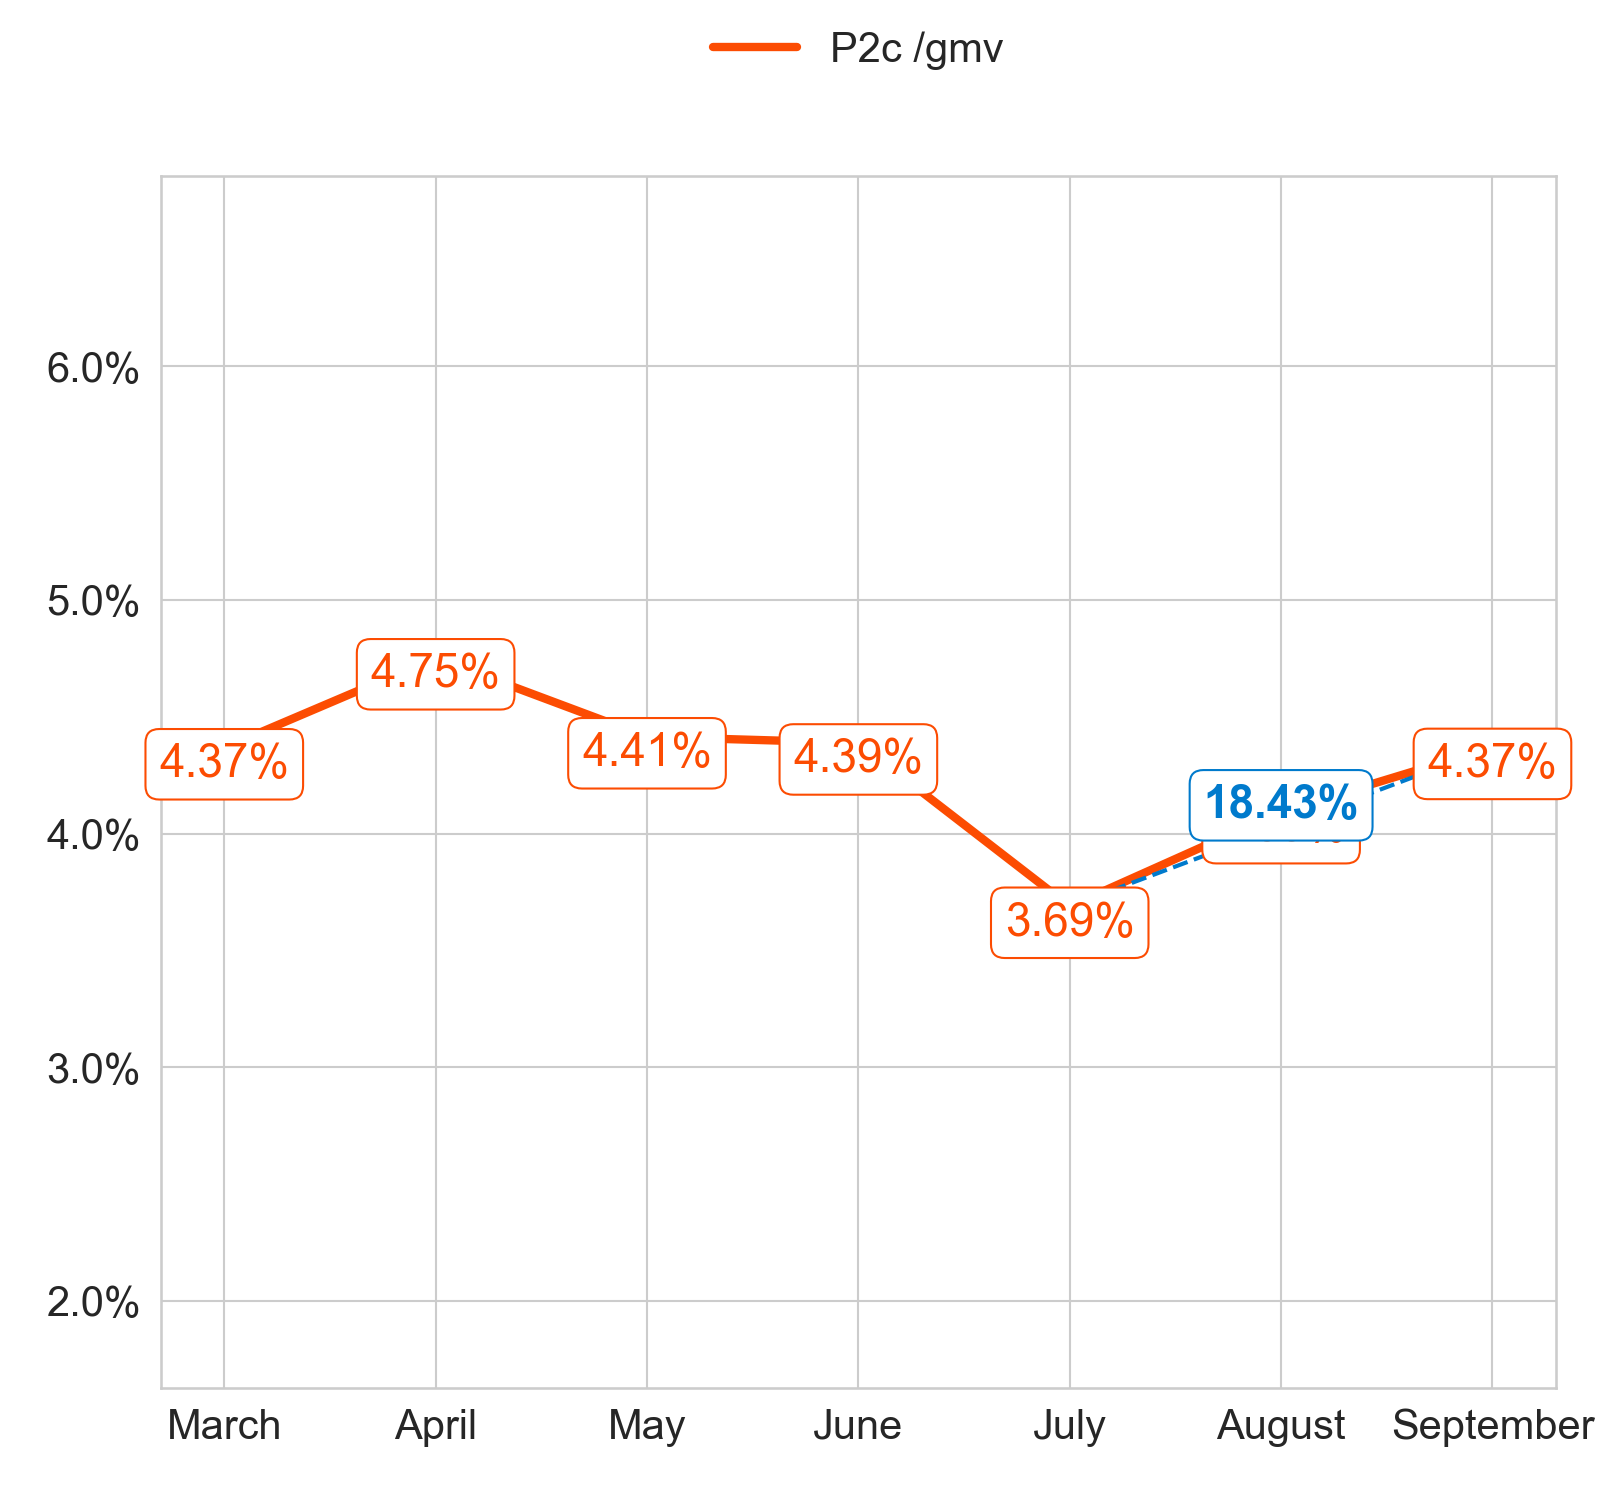 P2c /gmv
6.0%
5.0%
4.0%
3.0%
2.0%
4.37%
4.75%
4.41%
4.39%
3.69%
18.43%
4.37%
March
April
May
June
July
August
September